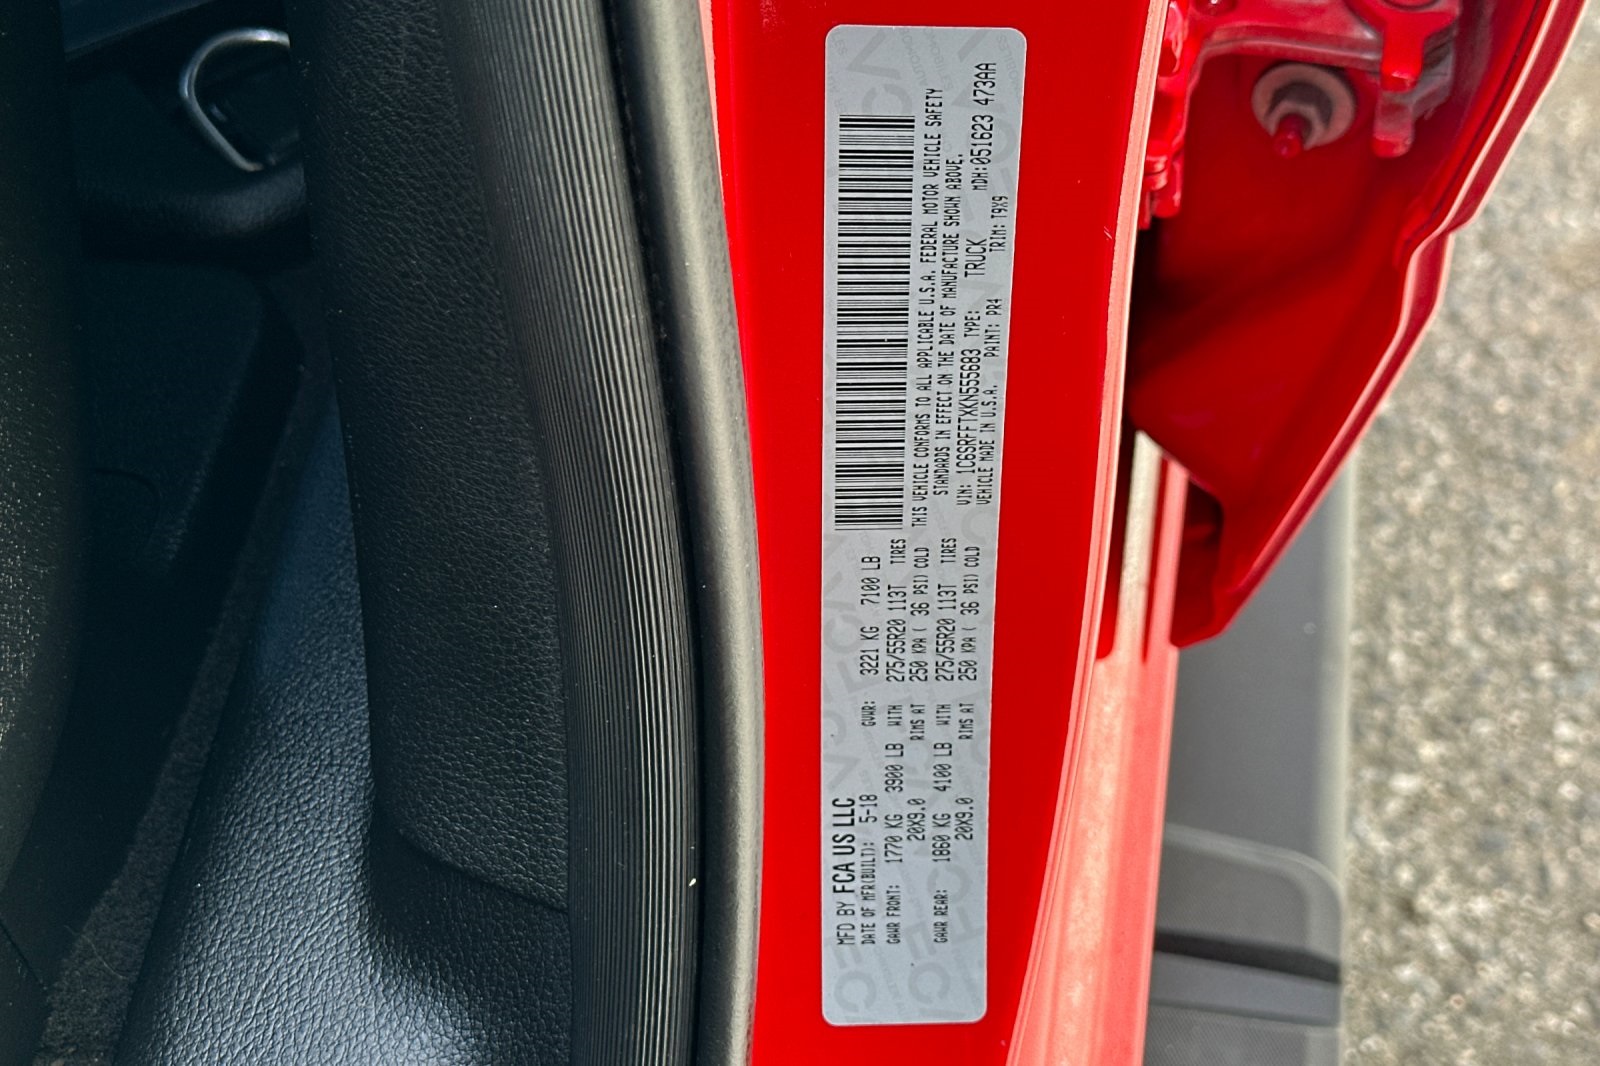 MFD BY FCA US LLC
DATE OF MFR(BUILT): 5-18 GVWR: 3221 KG 7100 LB
GAWR FRONT: 1770 KG 3900 LB WITH 275/55R20 113T TIRES
20X9.0 RIMS AT 250 KPA ( 36 PSI) COLD
GAWR REAR: 1860 KG 4100 LB WITH 275/55R20 113T TIRES
20X9.0 RIMS AT 250 KPA ( 36 PSI) COLD
THIS VEHICLE CONFORMS TO ALL APPLICABLE U.S.A. FEDERAL MOTOR VEHICLE SAFETY
STANDARDS IN EFFECT ON THE DATE OF MANUFACTURE SHOWN ABOVE.
VIN: 1C6SRFFTXKN555683 TYPE: TRUCK MDH:051623 473AA
VEHICLE MADE IN U.S.A. PAINT: PR4 TRIM: T9X9